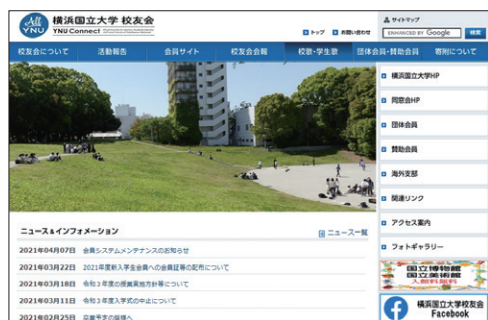 All
YNU
横浜国立大学 校友会
YNU Connect
トップ
お問い合わせ
サイトマップ
ENHANCED BY Google
検索
校友会について
活動報告
会員サイト
校友会会報
校歌・学生歌
団体会員・賛助会員
寄附について
横浜国立大学HP
同窓会HP
団体会員
賛助会員
海外支部
関連リンク
アクセス案内
フォトギャラリー
国立博物館
国立美術館
入館料無料
横浜国立大学校友会
Facebook
ニュース&インフォメーション
ニュース一覧
2021年04月07日 会員システムメンテナンスのお知らせ
2021年03月22日 2021年度新入学生会員への会員証等の配布について
2021年03月18日 令和3年度の授業実施方針等について
2021年03月11日 令和3年度入学式の中止について
2021年02月25日 卒業予定の皆様へ